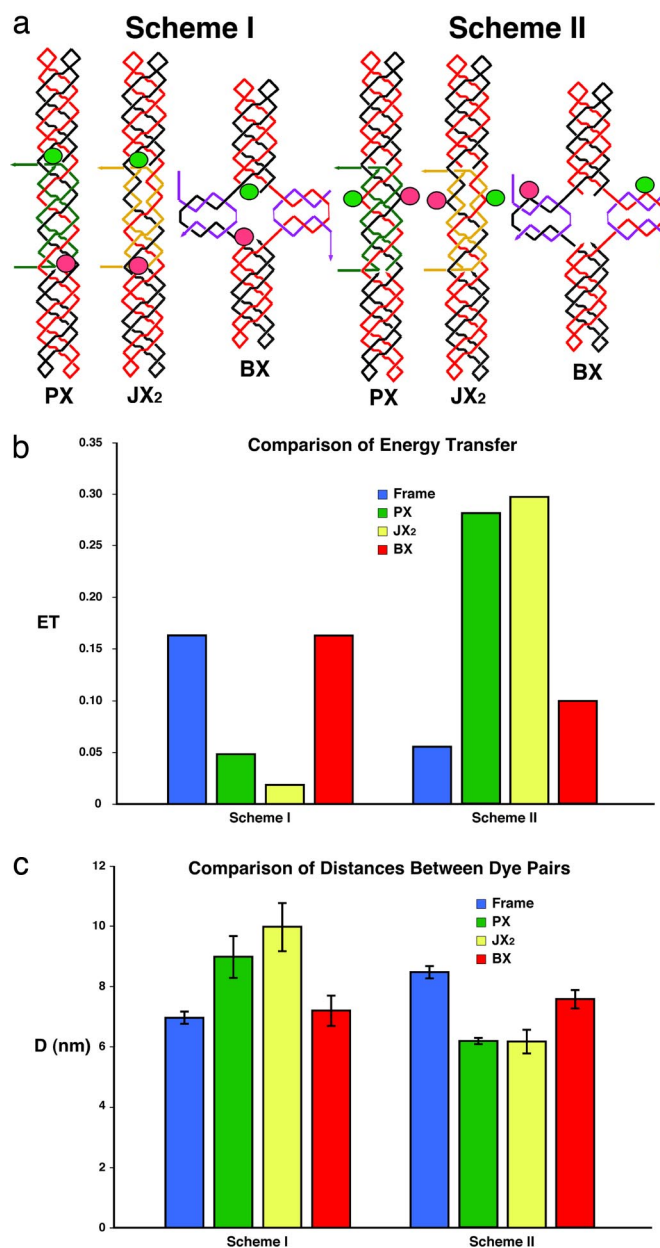 a
Scheme I Scheme II
PX JX₂ BX PX JX₂ BX
b
Comparison of Energy Transfer
Frame
PX
JX₂
BX
0.35
0.30
0.25
0.20
0.15
0.10
0.05
0
ET
Scheme I Scheme II
c
Comparison of Distances Between Dye Pairs
Frame
PX
JX₂
BX
12
10
8
6
4
2
0
D (nm)
Scheme I Scheme II